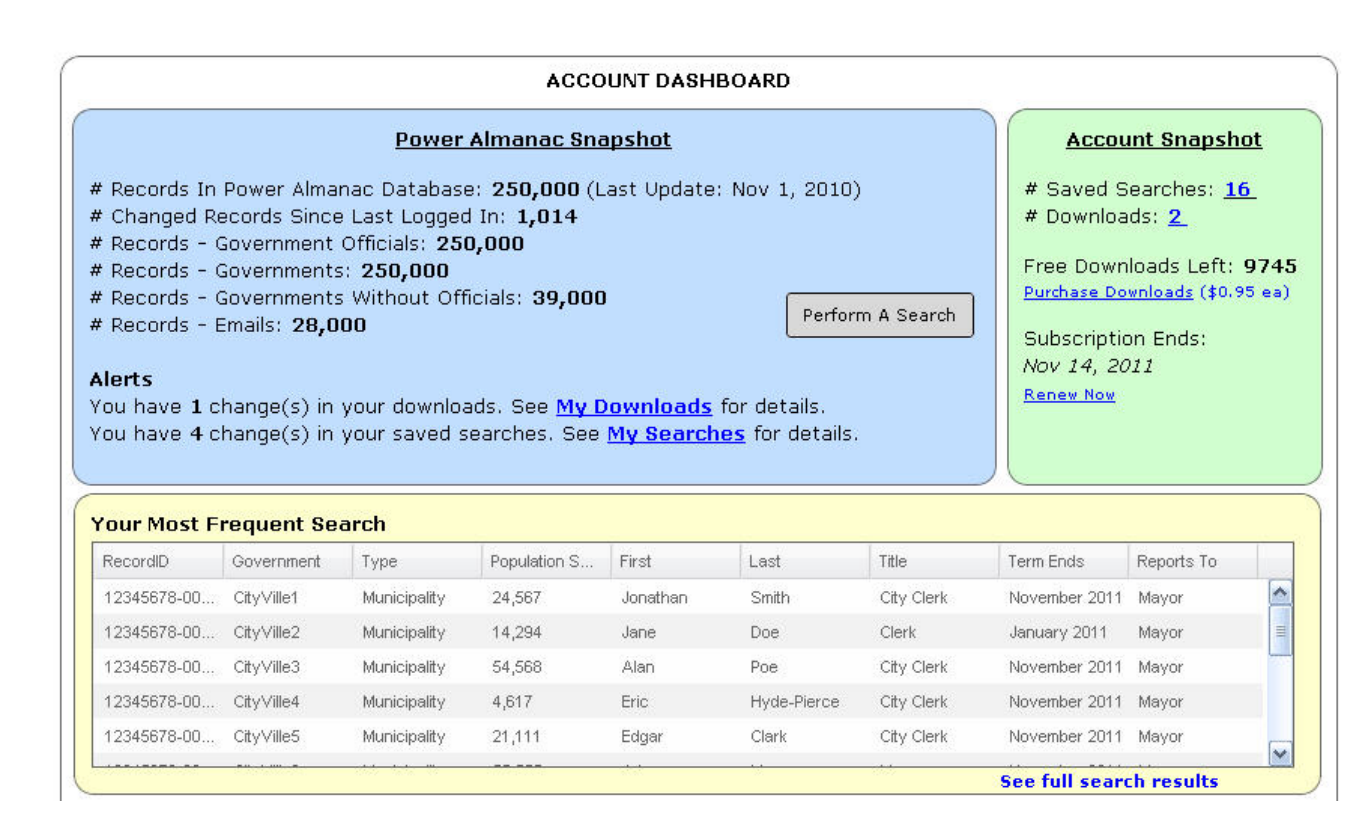 ACCOUNT DASHBOARD
Power Almanac Snapshot
# Records In Power Almanac Database: 250,000 (Last Update: Nov 1, 2010)
# Changed Records Since Last Logged In: 1,014
# Records - Government Officials: 250,000
# Records - Governments: 250,000
# Records - Governments Without Officials: 39,000
# Records - Emails: 28,000
Perform A Search
Alerts
You have 1 change(s) in your downloads. See My Downloads for details.
You have 4 change(s) in your saved searches. See My Searches for details.
Account Snapshot
# Saved Searches: 16
# Downloads: 2
Free Downloads Left: 9745
Purchase Downloads ($0.95 ea)
Subscription Ends:
Nov 14, 2011
Renew Now
Your Most Frequent Search
RecordID Government Type Population S... First Last Title Term Ends Reports To
12345678-00... CityVille1 Municipality 24,567 Jonathan Smith City Clerk November 2011 Mayor
12345678-00... CityVille2 Municipality 14,294 Jane Doe Clerk January 2011 Mayor
12345678-00... CityVille3 Municipality 54,568 Alan Poe City Clerk November 2011 Mayor
12345678-00... CityVille4 Municipality 4,617 Eric Hyde-Pierce City Clerk November 2011 Mayor
12345678-00... CityVille5 Municipality 21,111 Edgar Clark City Clerk November 2011 Mayor
See full search results